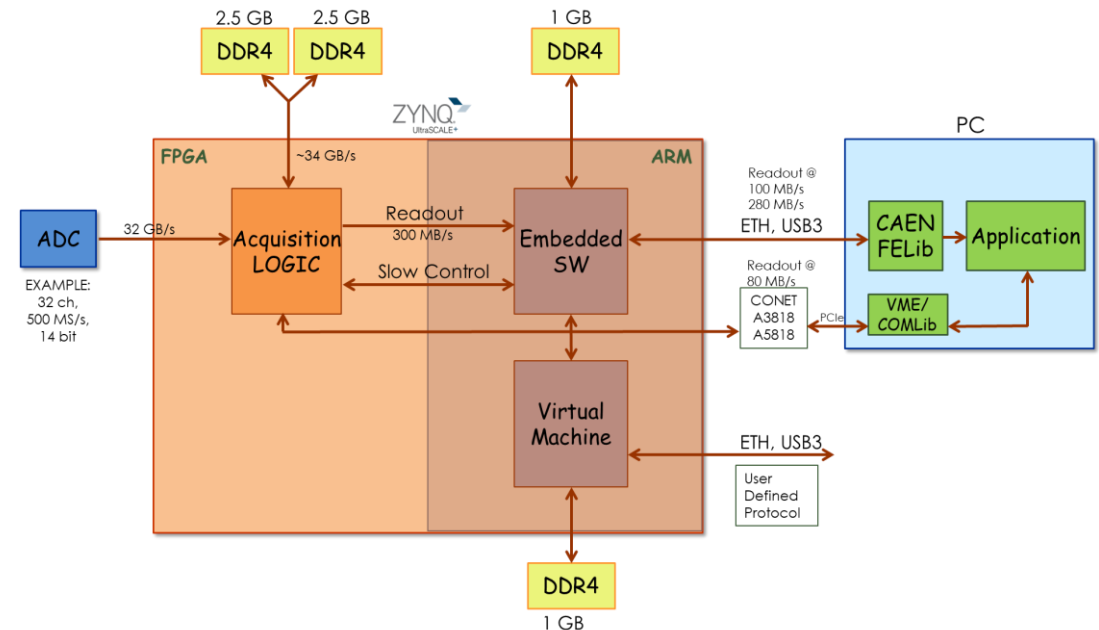 2.5 GB
2.5 GB
1 GB
DDR4
DDR4
DDR4
ZYNQ
UltraSCALE+
PC
FPGA
ARM
~34 GB/s
Readout @
100 MB/s
280 MB/s
ADC
32 GB/s
Acquisition
LOGIC
Readout
300 MB/s
Embedded
SW
ETH, USB3
CAEN
FELib
Application
EXAMPLE:
32 ch,
500 MS/s,
14 bit
Slow Control
Readout @
80 MB/s
CONET
A3818
A5818
PCIe
VME/
COMLib
Virtual
Machine
ETH, USB3
User
Defined
Protocol
DDR4
1 GB